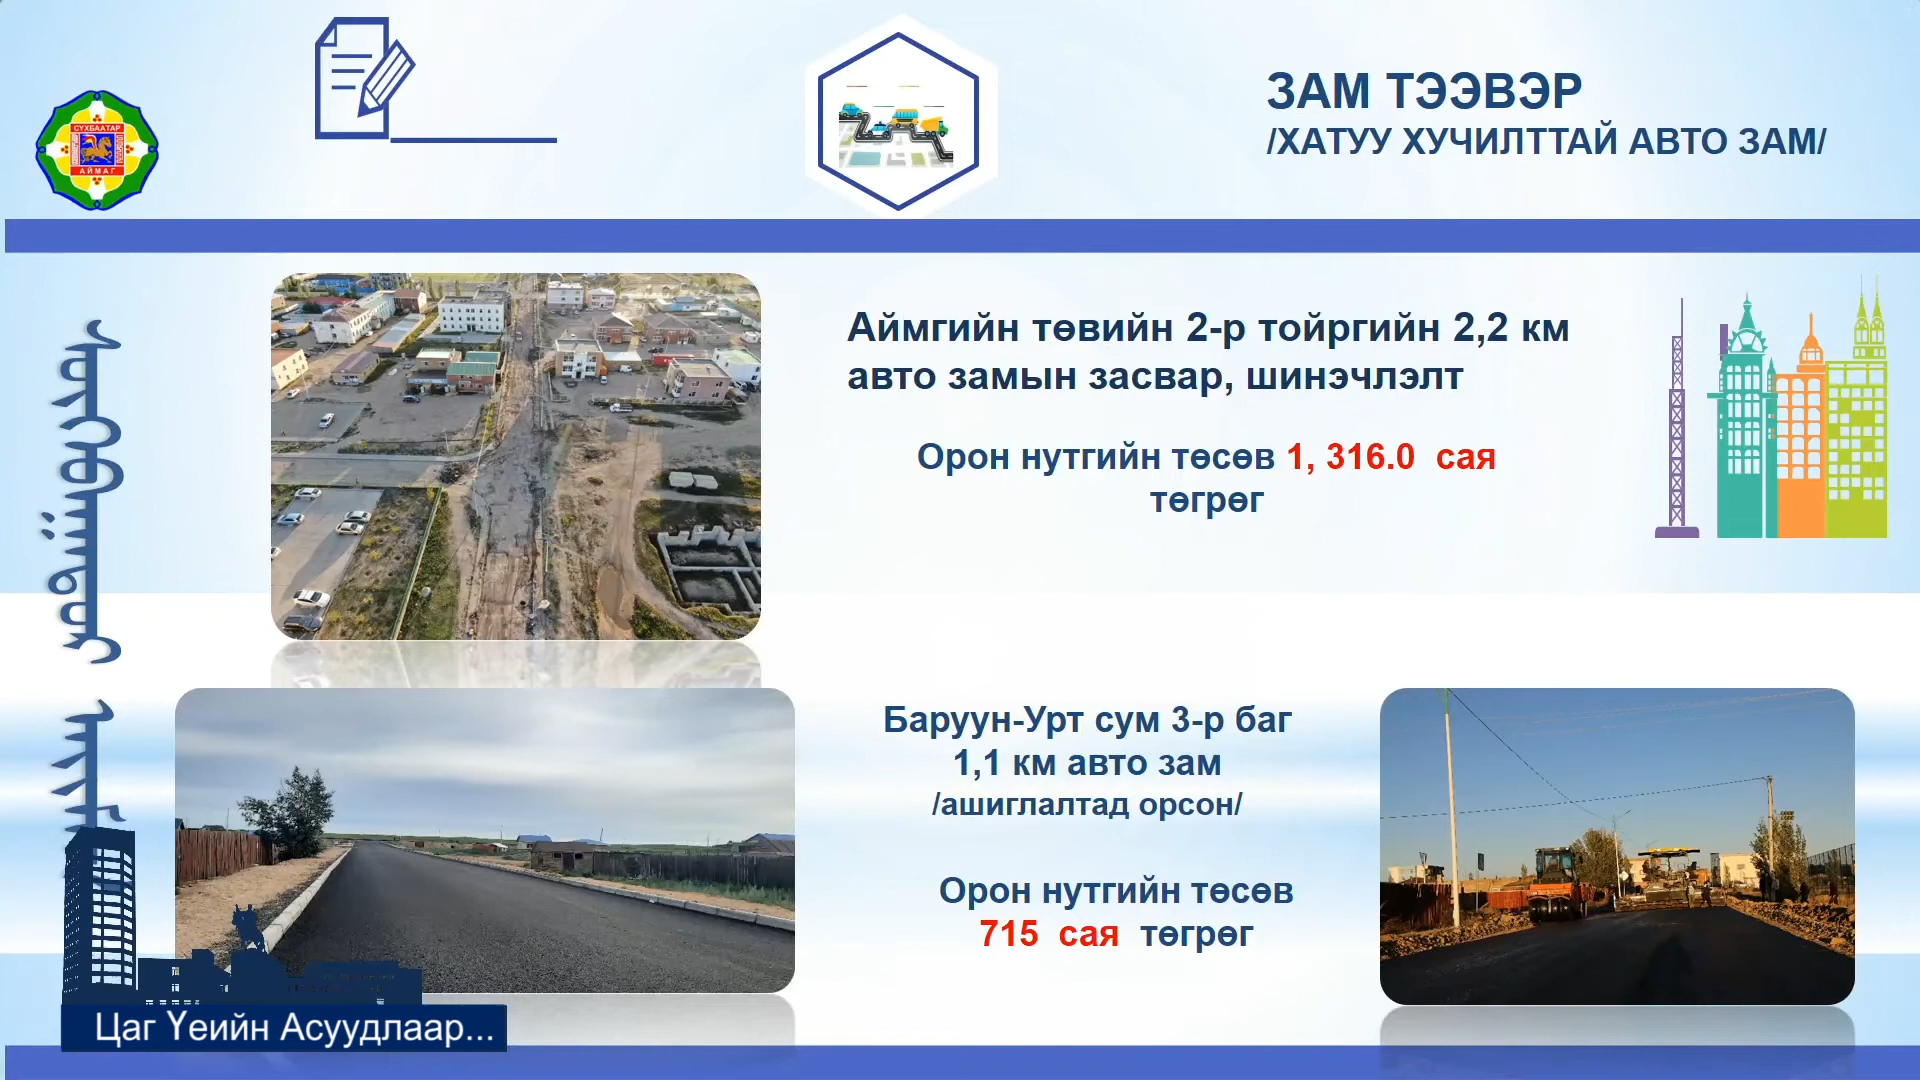 СҮХБААТАР
АЙМАГ
ЗАМ ТЭЭВЭР
/ХАТУУ ХУЧИЛТТАЙ АВТО ЗАМ/
Аймгийн төвийн 2-р тойргийн 2,2 км
авто замын засвар, шинэчлэлт
Орон нутгийн төсөв 1, 316.0 сая
төгрөг
Баруун-Урт сум 3-р баг
1,1 км авто зам
/ашиглалтад орсон/
Орон нутгийн төсөв
715 сая төгрөг
Цаг Үеийн Асуудлаар...